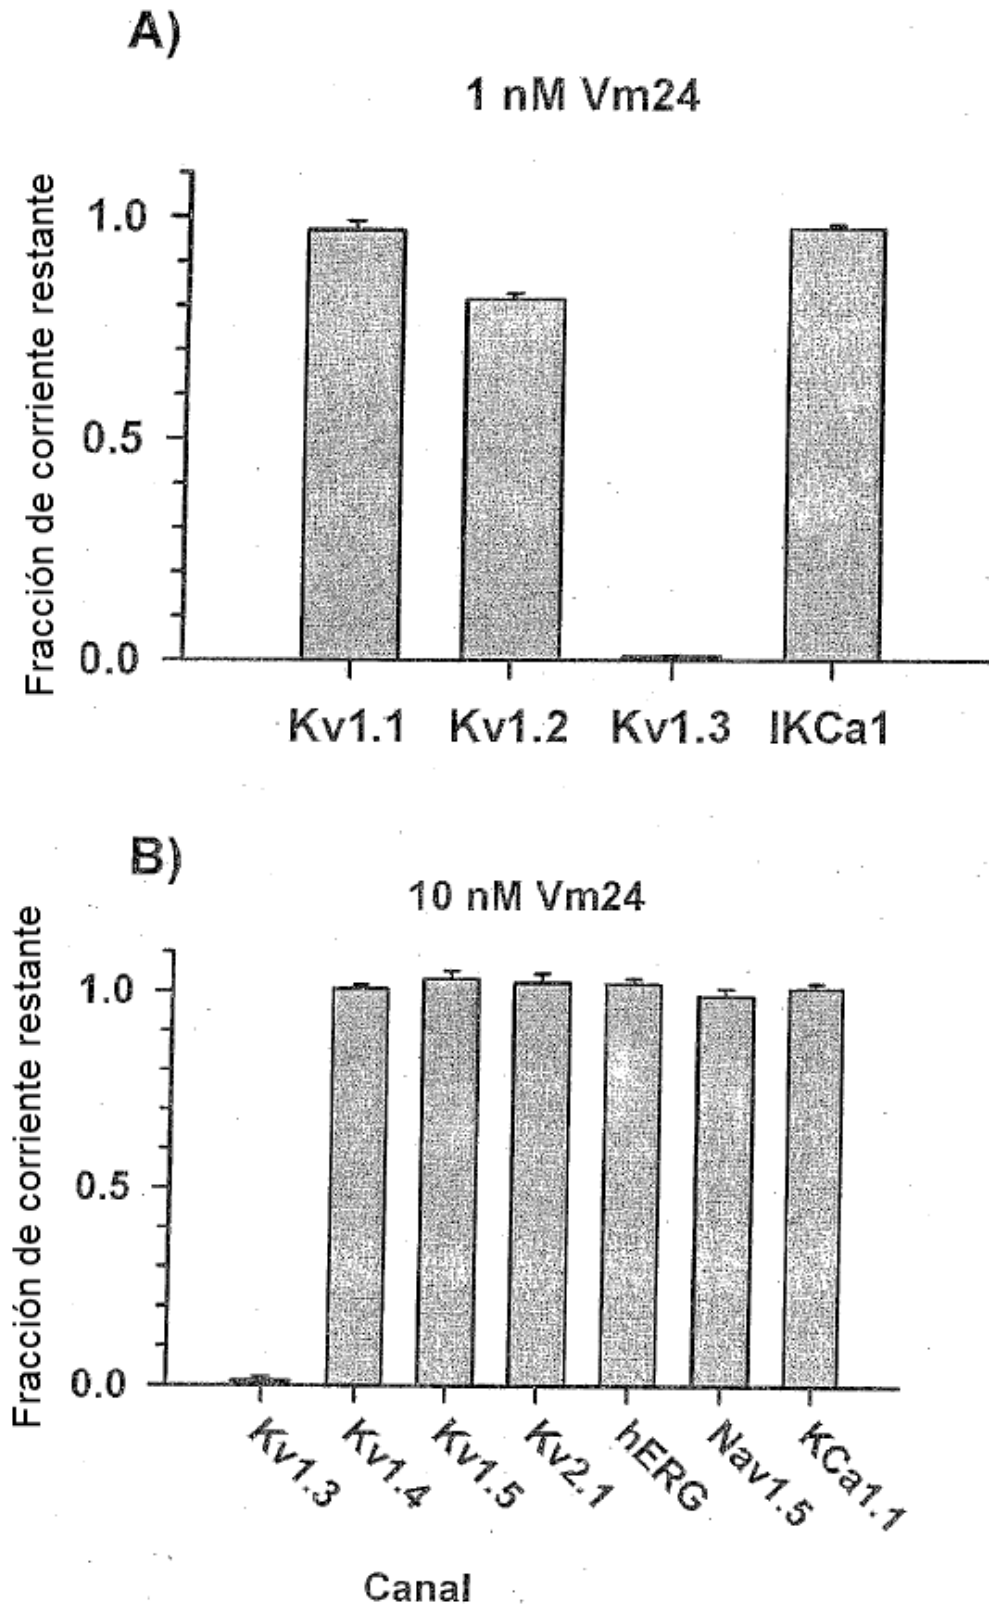 A)
1 nM Vm24
Fracción de corriente restante
1.0
0.5
0.0
Kv1.1 Kv1.2 Kv1.3 IKCa1
B)
10 nM Vm24
Fracción de corriente restante
1.0
0.5
0.0
Kv1.3 Kv1.4 Kv1.5 Kv2.1 hERG Nav1.5 KCa1.1
Canal